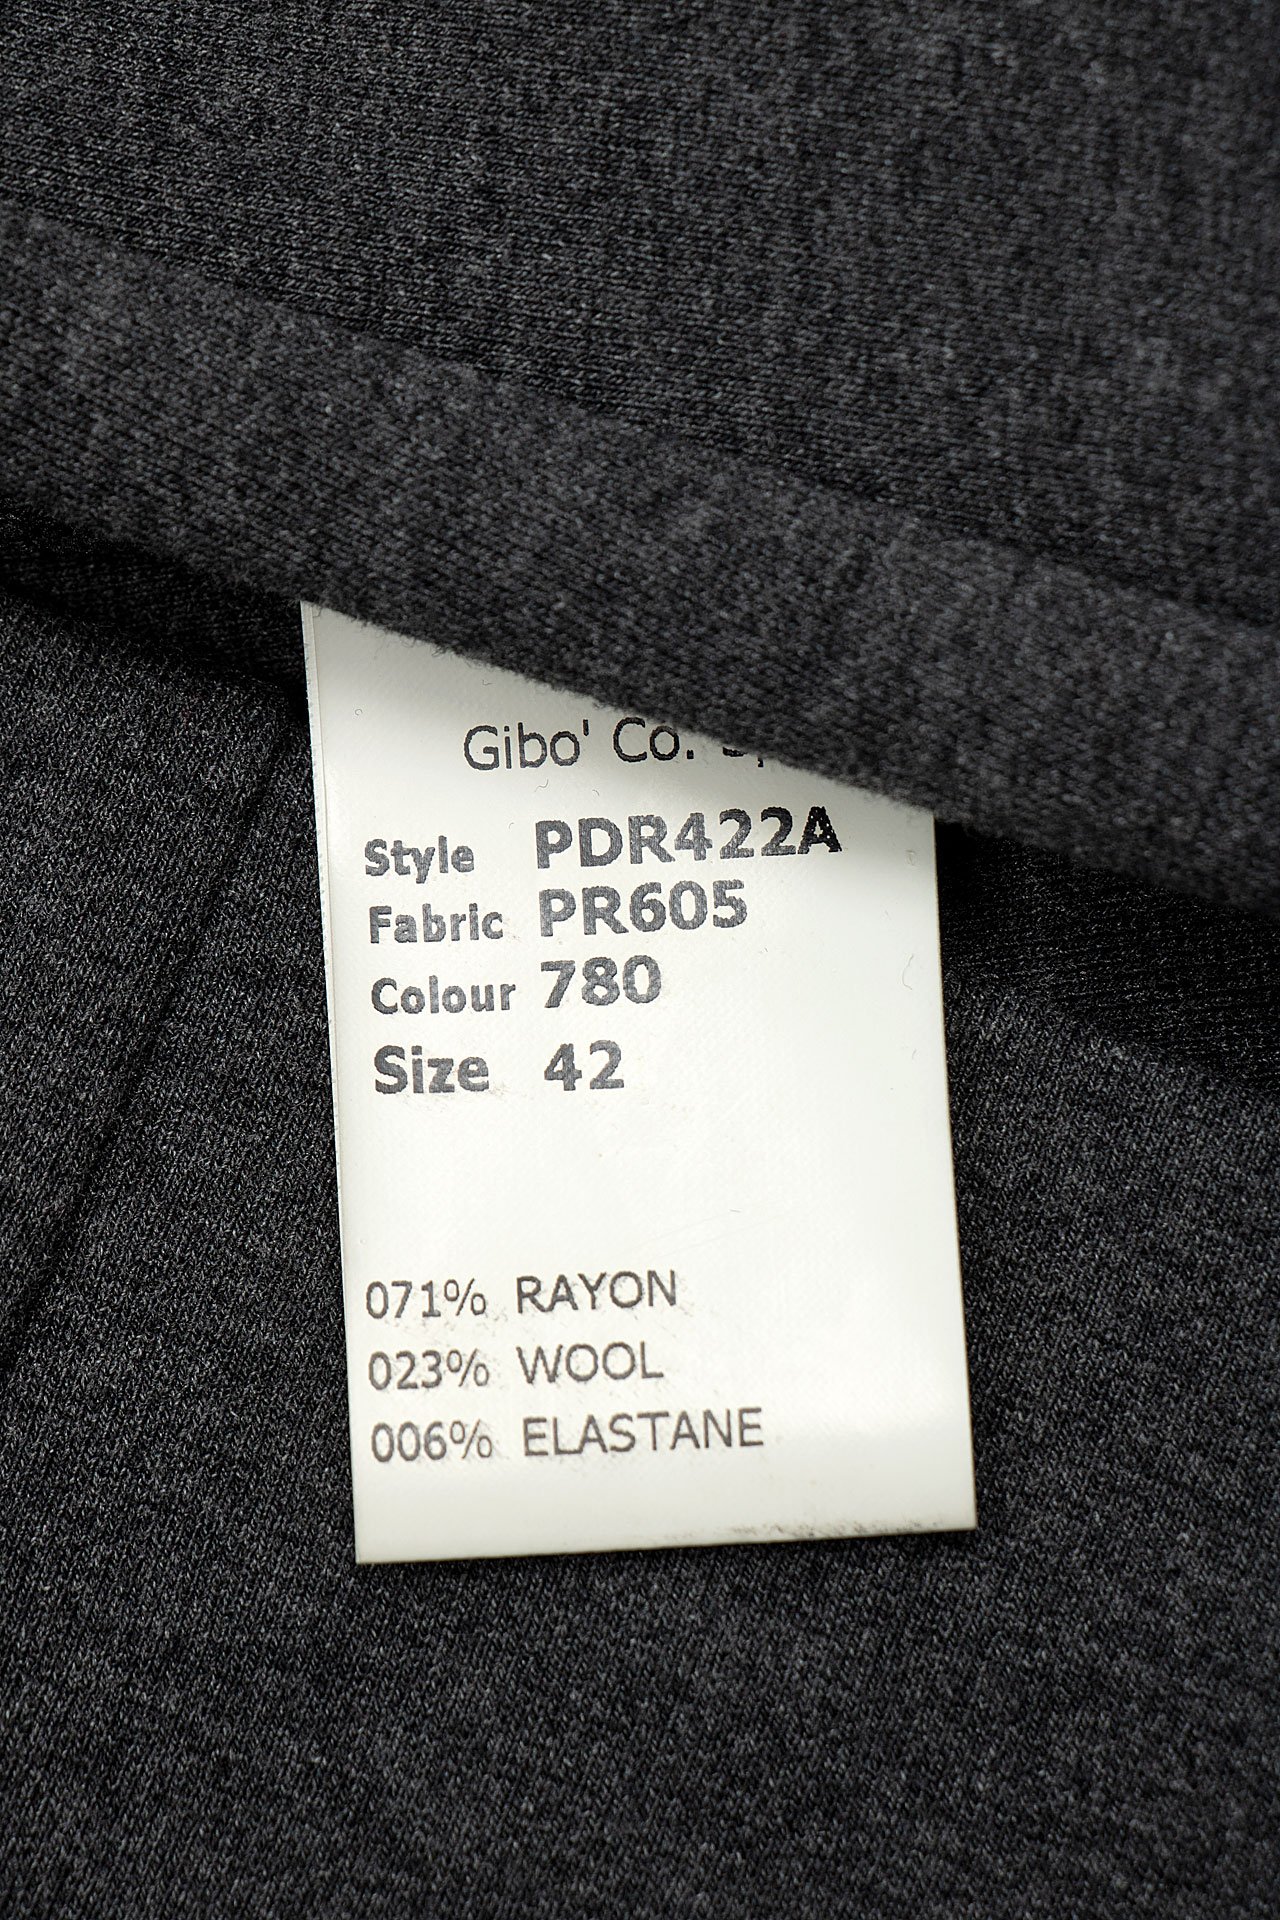 Gibo' Co.
Style PDR422A
Fabric PR605
Colour 780
Size 42
071% RAYON
023% WOOL
006% ELASTANE